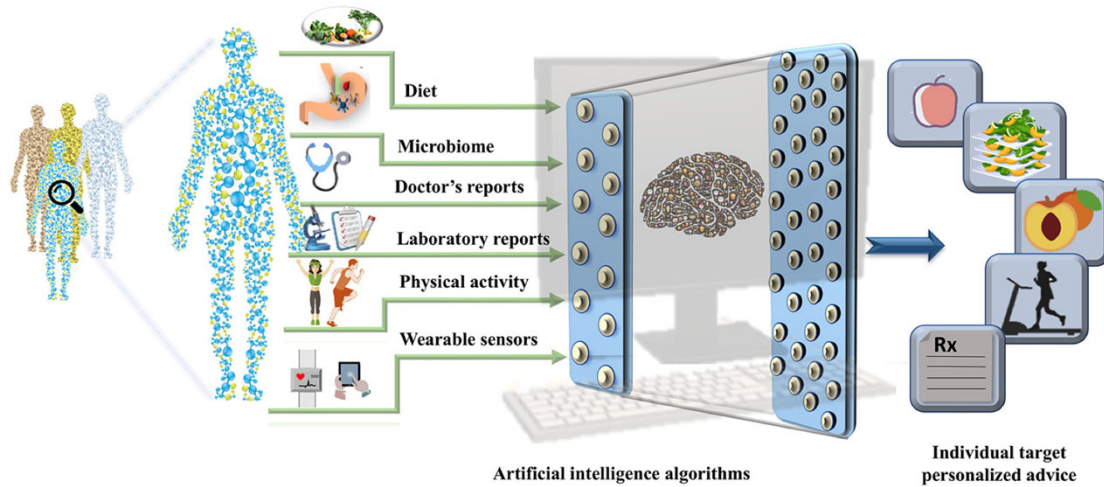 Diet
Microbiome
Doctor's reports
Laboratory reports
Physical activity
Wearable sensors
Rx
Artificial intelligence algorithms
Individual target
personalized advice